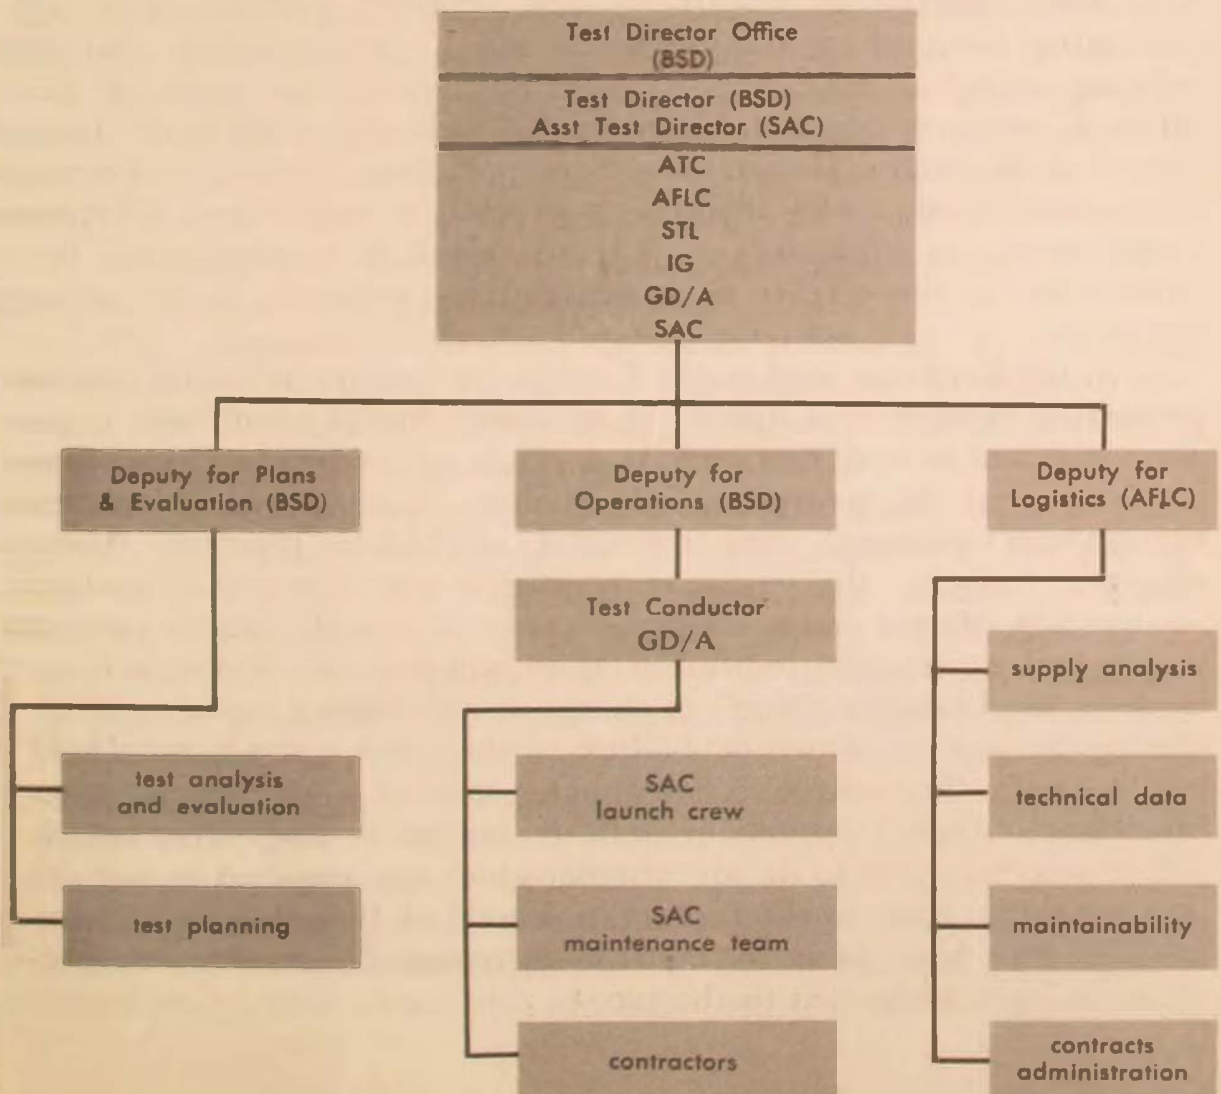 Test Director Office
(BSD)
Test Director (BSD)
Asst Test Director (SAC)
ATC
AFLC
STL
IG
GD/A
SAC
Deputy for Plans
& Evaluation (BSD)
Deputy for
Operations (BSD)
Deputy for
Logistics (AFLC)
Test Conductor
GD/A
test analysis
and evaluation
test planning
SAC
launch crew
SAC
maintenance team
contractors
supply analysis
technical data
maintainability
contracts
administration